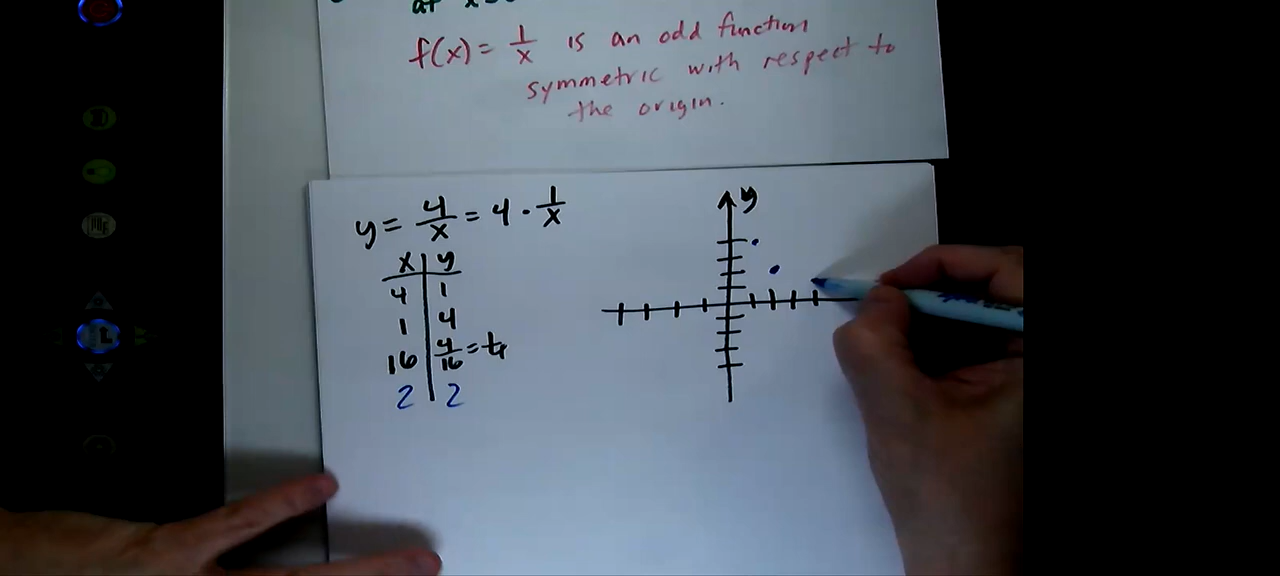 at x
f(x) = 1/x is an odd function
symmetric with respect to
the origin.
y = 4/x = 4 · 1/x
y
x | y
4 | 1
1 | 4
16 | 4/16 = 1/4
2 | 2